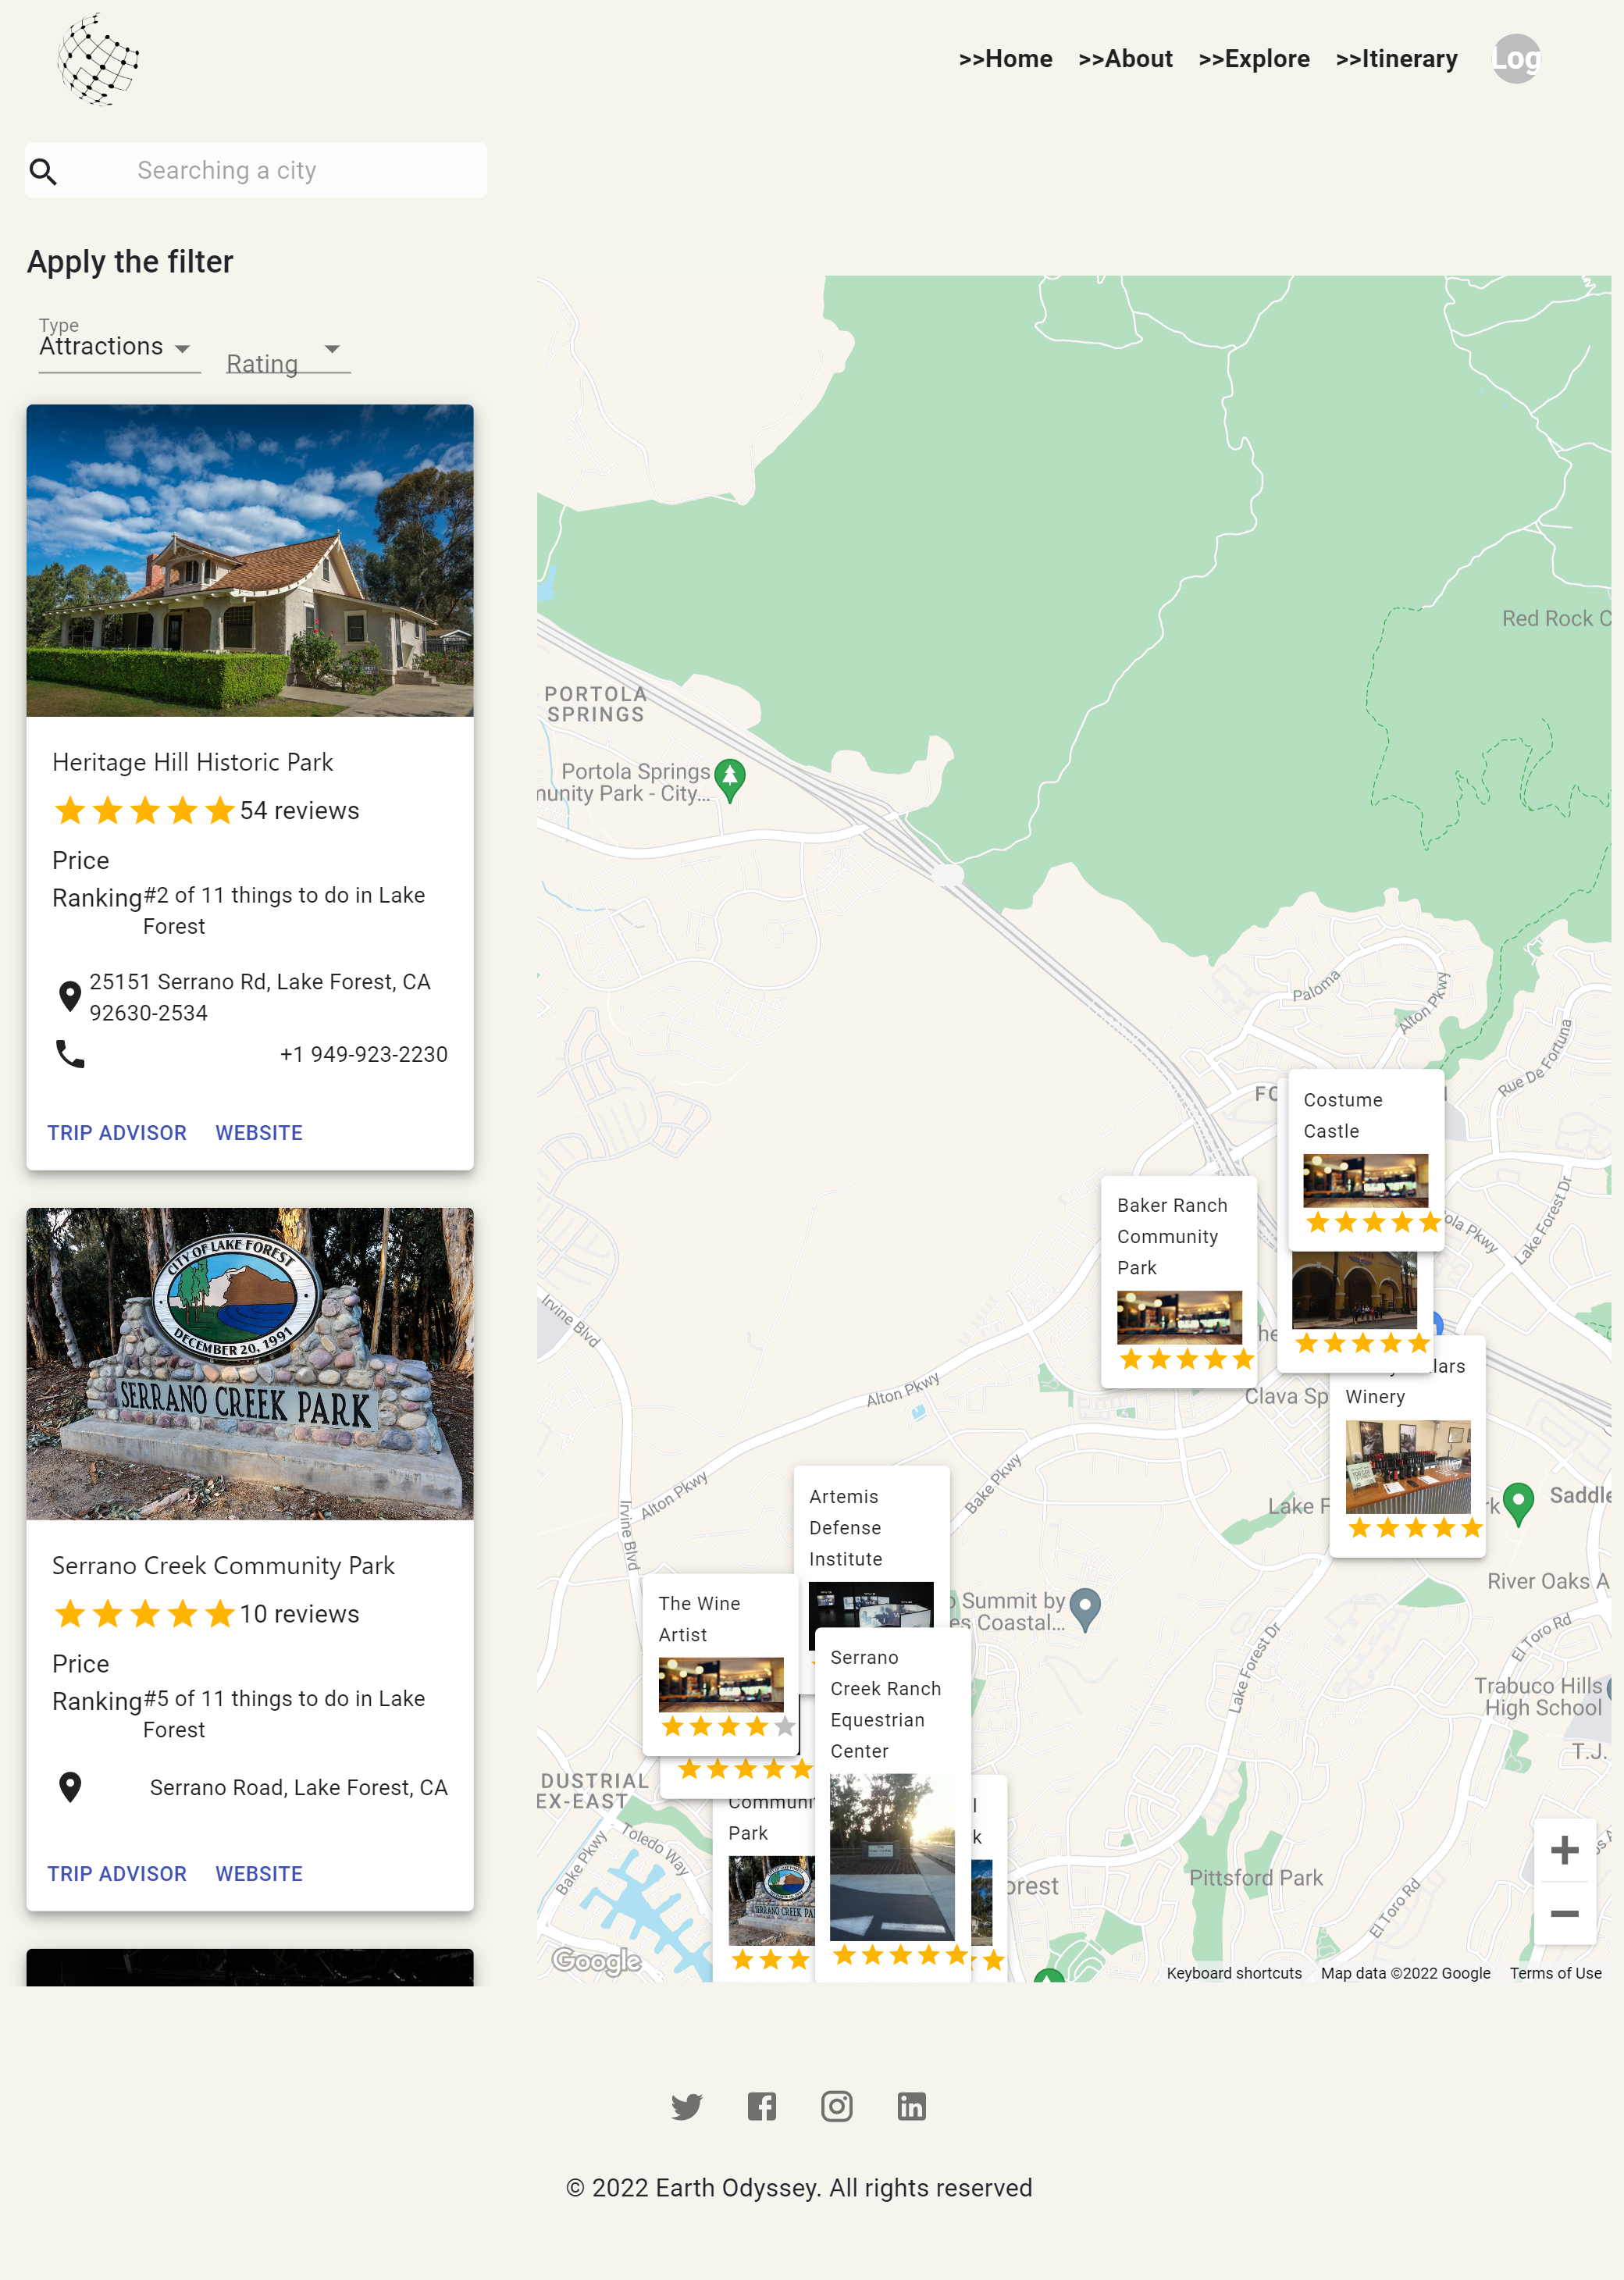 >>Home >>About >>Explore >>Itinerary Log
Searching a city
Apply the filter
Type
Attractions
Rating
Heritage Hill Historic Park
54 reviews
Price
Ranking #2 of 11 things to do in Lake
Forest
25151 Serrano Rd, Lake Forest, CA
92630-2534
+1 949-923-2230
TRIP ADVISOR WEBSITE
CITY OF LAKE FOREST
DECEMBER 20, 1991
SERRANO CREEK PARK
Serrano Creek Community Park
10 reviews
Price
Ranking #5 of 11 things to do in Lake
Forest
Serrano Road, Lake Forest, CA
TRIP ADVISOR WEBSITE
Red Rock C
PORTOLA
SPRINGS
Portola Springs
nunity Park - City...
Paloma
Alton Pkwy
Rue De Fortuna
FO
Costume
Castle
Baker Ranch
Community
Park
ola Pkwy
Lake Forest Dr
Irvine Blvd
he
lars
Winery
Clava Sp
Alton Pkwy
Alton Pkwy
Bake Pkwy
Irvine Blvd
Artemis
Defense
Institute
Lake F
rk
Saddle
River Oaks A
The Wine
Artist
Summit by
es Coastal...
Serrano
Creek Ranch
Equestrian
Center
Lake Forest Dr
El Toro Rd
Trabuco Hills
High School
T.J.
DUSTRIAL
EX-EAST
Communi
Park
l
k
Toledo Way
Bake Pkwy
SERRANO CREEK PA
orest
Pittsford Park
El Toro Rd
os A
Google
Keyboard shortcuts Map data ©2022 Google Terms of Use
© 2022 Earth Odyssey. All rights reserved